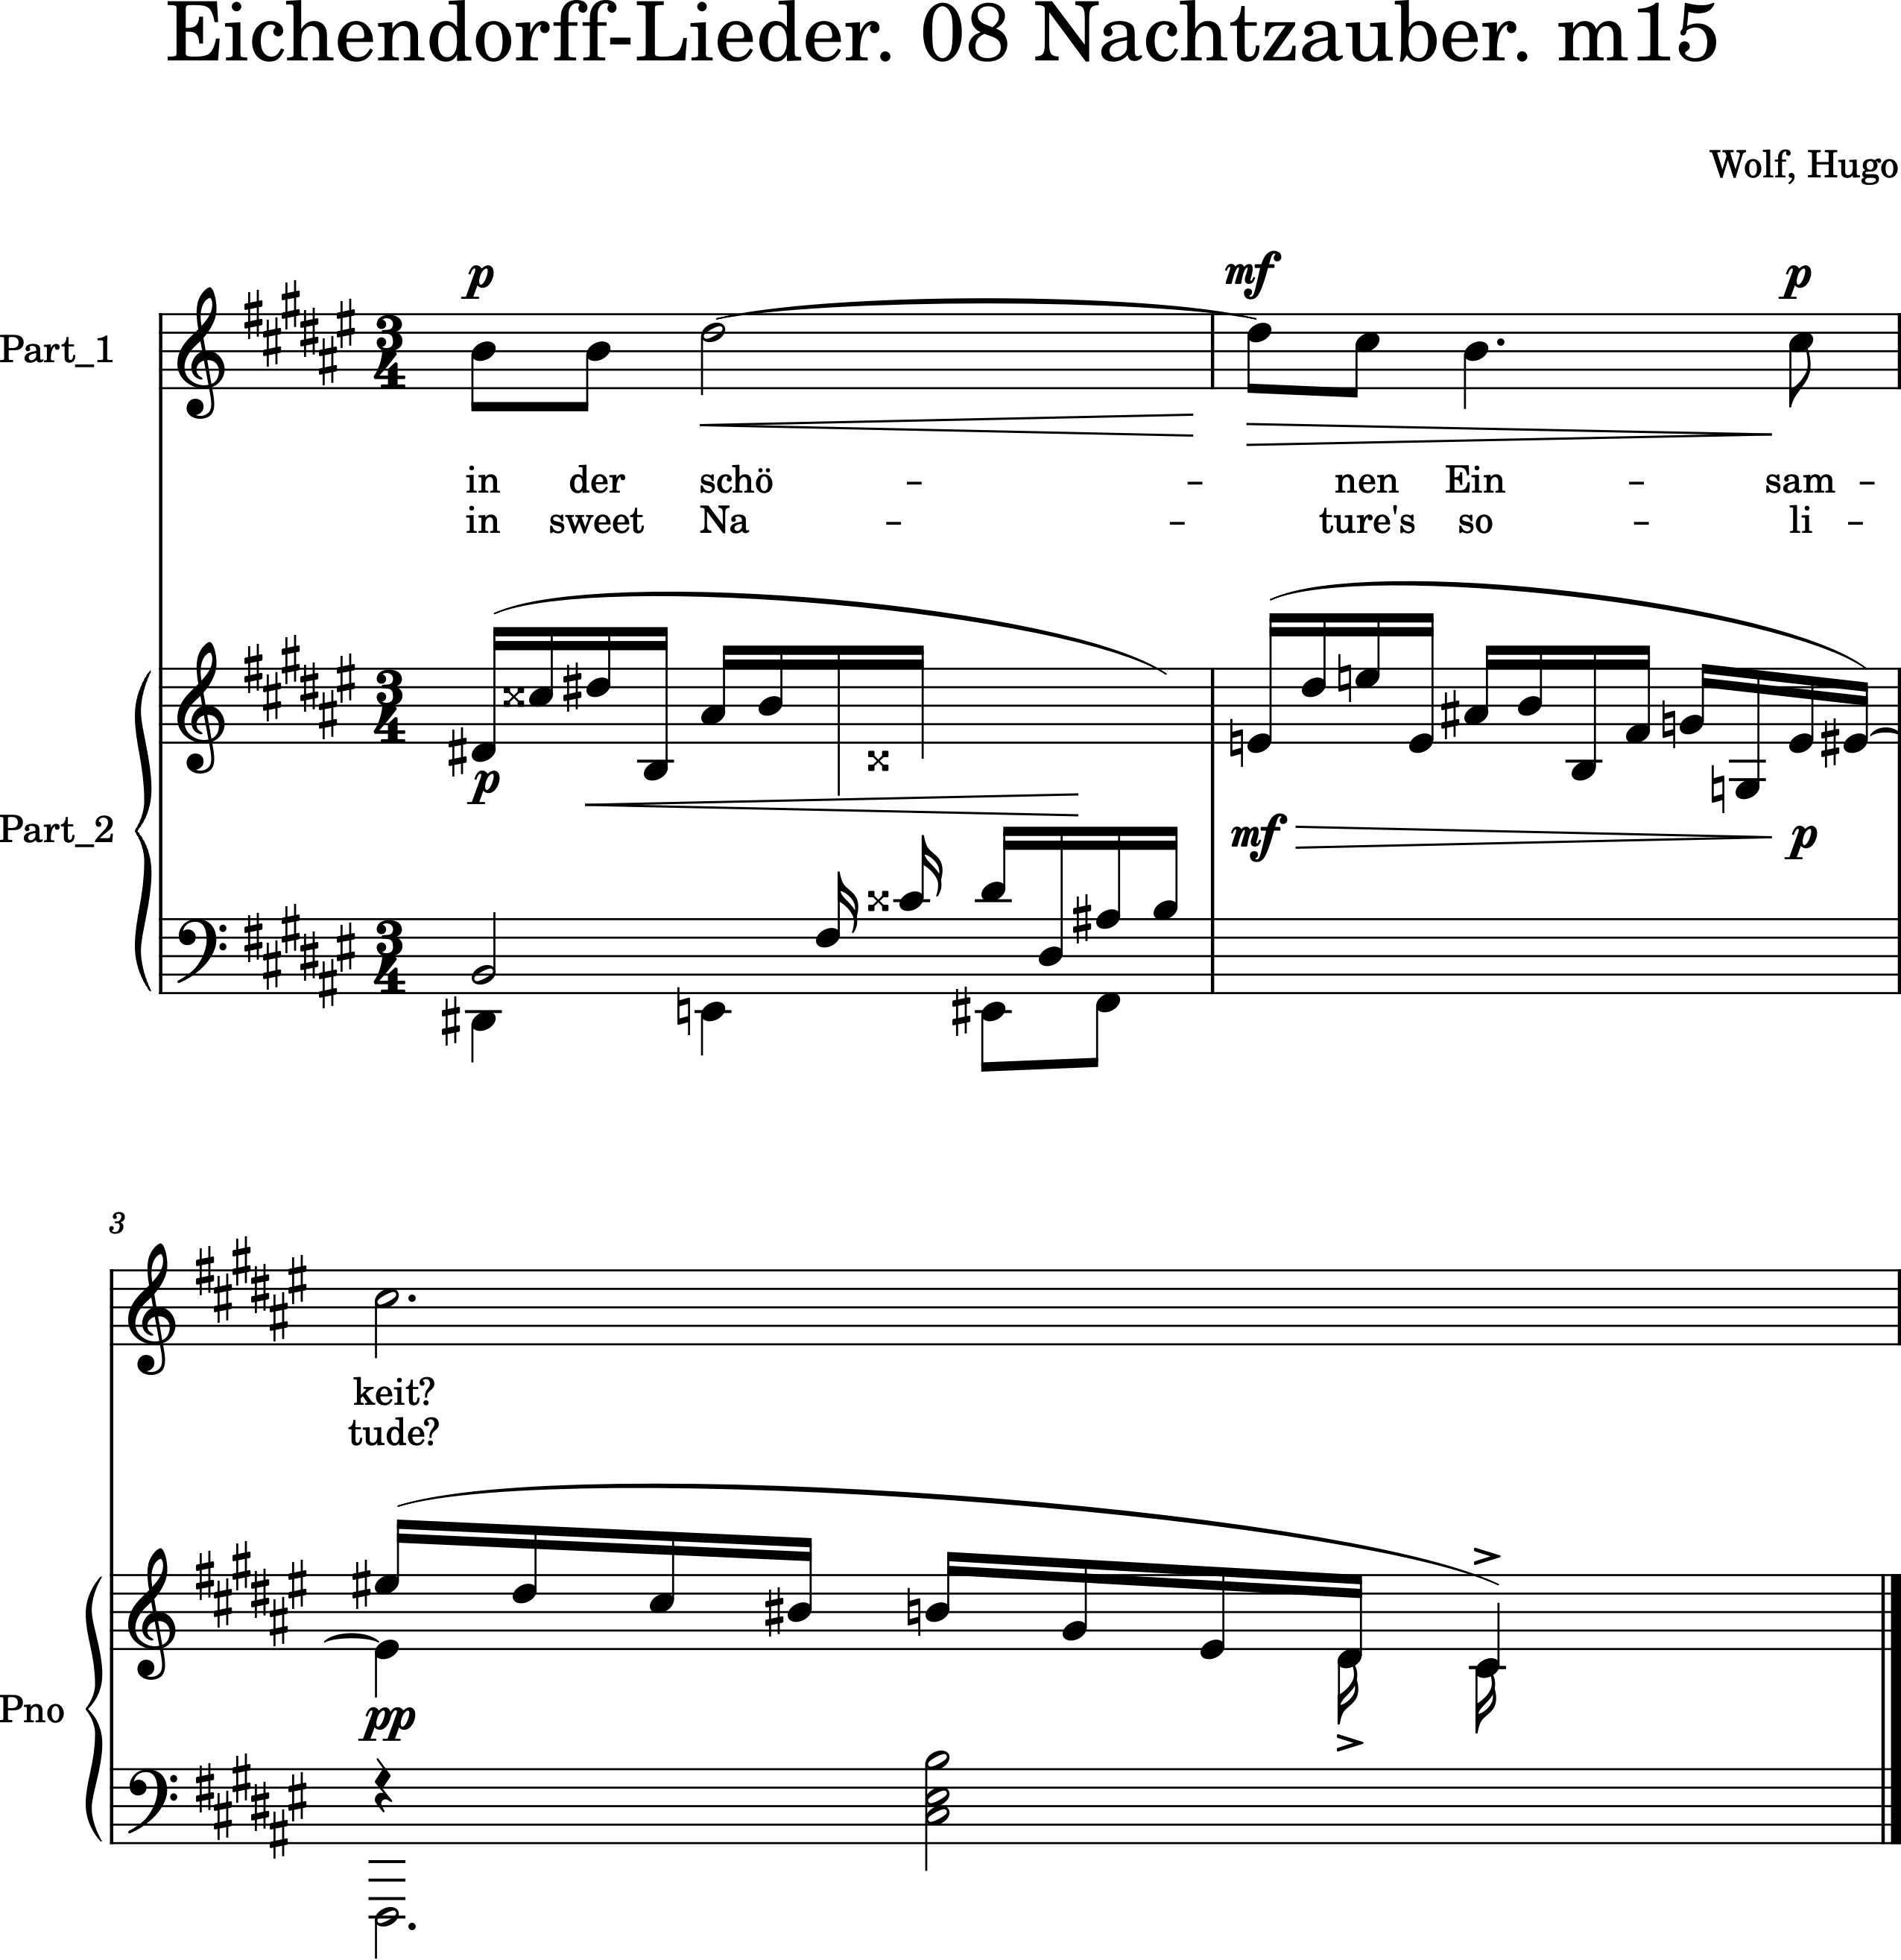 Eichendorff-Lieder. 08 Nachtzauber. m15
Wolf, Hugo
p mf p
Part_1
in der schö - - nen Ein - sam -
in sweet Na - - ture's so - li -
Part_2
p mf p
3
keit?
tude?
Pno
pp